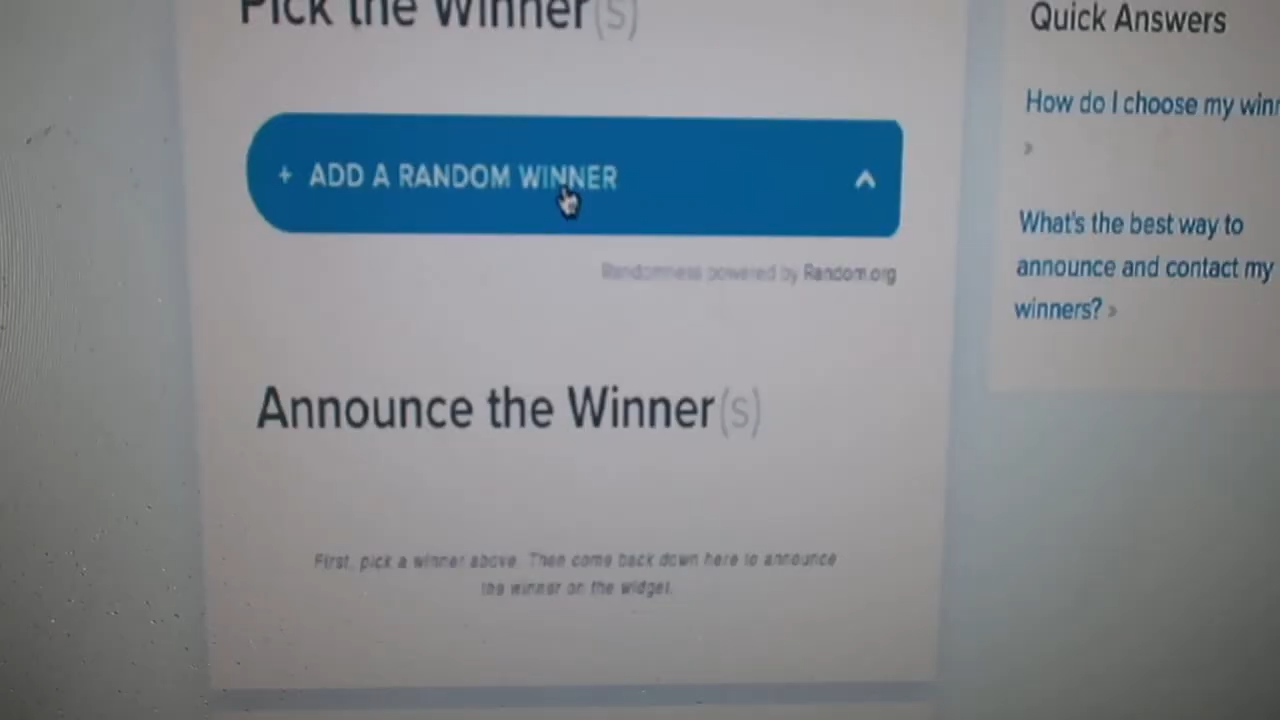 Pick the Winner(s)
+ ADD A RANDOM WINNER
Randomness powered by Random.org
Announce the Winner(s)
First, pick a winner above. Then come back down here to announce
the winner on the widget.
Quick Answers
How do I choose my
»
What's the best way to
announce and contact my
winners? »